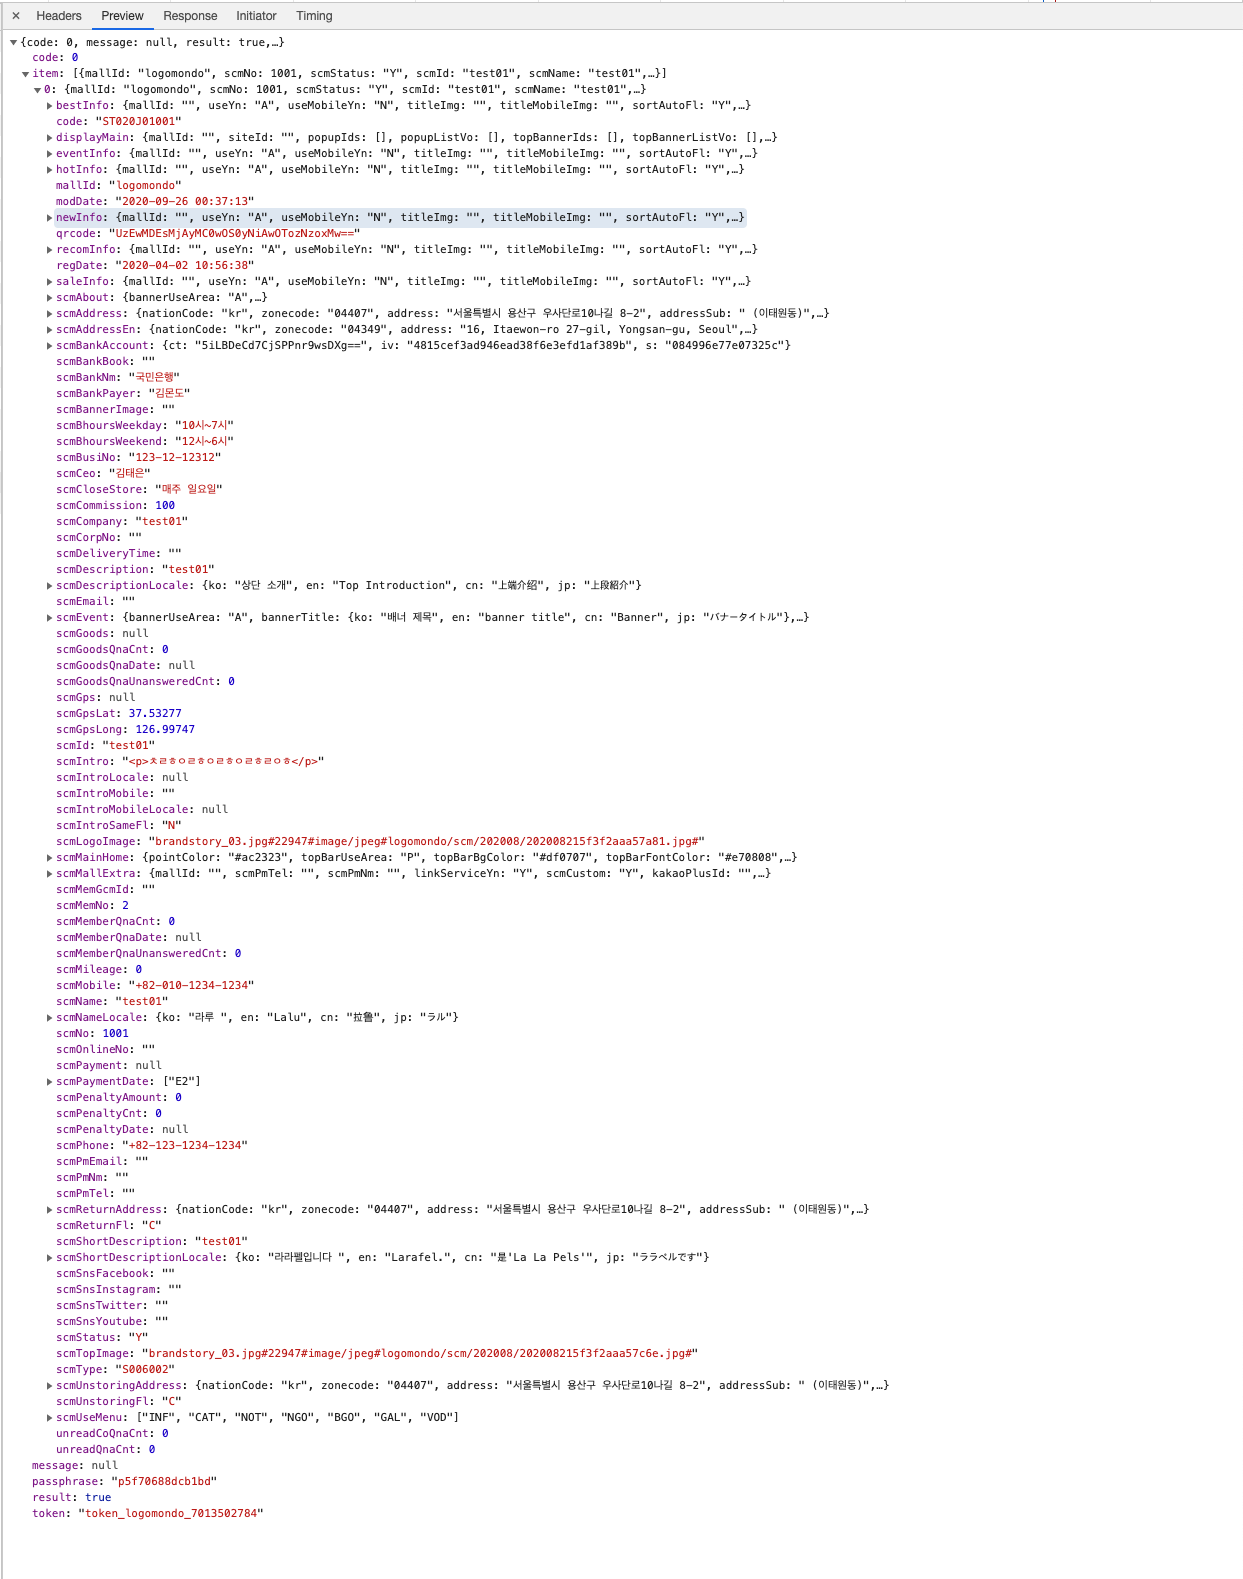 × Headers Preview Response Initiator Timing
▼{code: 0, message: null, result: true,…}
code: 0
▼item: [{mallId: "logomondo", scmNo: 1001, scmStatus: "Y", scmId: "test01", scmName: "test01",…}]
▼0: {mallId: "logomondo", scmNo: 1001, scmStatus: "Y", scmId: "test01", scmName: "test01",…}
▶bestInfo: {mallId: "", useYn: "A", useMobileYn: "N", titleImg: "", titleMobileImg: "", sortAutoFl: "Y",…}
code: "ST020J01001"
▶displayMain: {mallId: "", siteId: "", popupIds: [], popupListVo: [], topBannerIds: [], topBannerListVo: [],…}
▶eventInfo: {mallId: "", useYn: "A", useMobileYn: "N", titleImg: "", titleMobileImg: "", sortAutoFl: "Y",…}
▶hotInfo: {mallId: "", useYn: "A", useMobileYn: "N", titleImg: "", titleMobileImg: "", sortAutoFl: "Y",…}
mallId: "logomondo"
modDate: "2020-09-26 00:37:13"
▶newInfo: {mallId: "", useYn: "A", useMobileYn: "N", titleImg: "", titleMobileImg: "", sortAutoFl: "Y",…}
qrcode: "UzEwMDEsMjAyMC0wOS0yNiAwOTozNzoxMw=="
▶recomInfo: {mallId: "", useYn: "A", useMobileYn: "N", titleImg: "", titleMobileImg: "", sortAutoFl: "Y",…}
regDate: "2020-04-02 10:56:38"
▶saleInfo: {mallId: "", useYn: "A", useMobileYn: "N", titleImg: "", titleMobileImg: "", sortAutoFl: "Y",…}
▶scmAbout: {bannerUseArea: "A",…}
▶scmAddress: {nationCode: "kr", zonecode: "04407", address: "서울특별시 용산구 우사단로10나길 8-2", addressSub: " (이태원동)",…}
▶scmAddressEn: {nationCode: "kr", zonecode: "04349", address: "16, Itaewon-ro 27-gil, Yongsan-gu, Seoul",…}
▶scmBankAccount: {ct: "5iLBDeCd7CjSPPnr9wsDXg==", iv: "4815cef3ad946ead38f6e3efd1af389b", s: "084996e77e07325c"}
scmBankBook: ""
scmBankNm: "국민은행"
scmBankPayer: "김몬도"
scmBannerImage: ""
scmBhoursWeekday: "10시~7시"
scmBhoursWeekend: "12시~6시"
scmBusiNo: "123-12-12312"
scmCeo: "김태은"
scmCloseStore: "매주 일요일"
scmCommission: 100
scmCompany: "test01"
scmCorpNo: ""
scmDeliveryTime: ""
scmDescription: "test01"
▶scmDescriptionLocale: {ko: "상단 소개", en: "Top Introduction", cn: "上端介绍", jp: "上段紹介"}
scmEmail: ""
▶scmEvent: {bannerUseArea: "A", bannerTitle: {ko: "배너 제목", en: "banner title", cn: "Banner", jp: "バナータイトル"},…}
scmGoods: null
scmGoodsQnaCnt: 0
scmGoodsQnaDate: null
scmGoodsQnaUnansweredCnt: 0
scmGps: null
scmGpsLat: 37.53277
scmGpsLong: 126.99747
scmId: "test01"
scmIntro: "<p>ㅊㄹㅎㅇㄹㅎㅇㄹㅎㅇㄹㅎㄹㅇㅎ</p>"
scmIntroLocale: null
scmIntroMobile: ""
scmIntroMobileLocale: null
scmIntroSameFl: "N"
scmLogoImage: "brandstory_03.jpg#22947#image/jpeg#logomondo/scm/202008/202008215f3f2aaa57a81.jpg#"
▶scmMainHome: {pointColor: "#ac2323", topBarUseArea: "P", topBarBgColor: "#df0707", topBarFontColor: "#e70808",…}
▶scmMallExtra: {mallId: "", scmPmTel: "", scmPmNm: "", linkServiceYn: "Y", scmCustom: "Y", kakaoPlusId: "",…}
scmMemGcmId: ""
scmMemNo: 2
scmMemberQnaCnt: 0
scmMemberQnaDate: null
scmMemberQnaUnansweredCnt: 0
scmMileage: 0
scmMobile: "+82-010-1234-1234"
scmName: "test01"
▶scmNameLocale: {ko: "라루 ", en: "Lalu", cn: "拉鲁", jp: "ラル"}
scmNo: 1001
scmOnlineNo: ""
scmPayment: null
▶scmPaymentDate: ["E2"]
scmPenaltyAmount: 0
scmPenaltyCnt: 0
scmPenaltyDate: null
scmPhone: "+82-123-1234-1234"
scmPmEmail: ""
scmPmNm: ""
scmPmTel: ""
▶scmReturnAddress: {nationCode: "kr", zonecode: "04407", address: "서울특별시 용산구 우사단로10나길 8-2", addressSub: " (이태원동)",…}
scmReturnFl: "C"
scmShortDescription: "test01"
▶scmShortDescriptionLocale: {ko: "라라펠입니다 ", en: "Larafel.", cn: "是'La La Pels'", jp: "ララペルです"}
scmSnsFacebook: ""
scmSnsInstagram: ""
scmSnsTwitter: ""
scmSnsYoutube: ""
scmStatus: "Y"
scmTopImage: "brandstory_03.jpg#22947#image/jpeg#logomondo/scm/202008/202008215f3f2aaa57c6e.jpg#"
scmType: "S006002"
▶scmUnstoringAddress: {nationCode: "kr", zonecode: "04407", address: "서울특별시 용산구 우사단로10나길 8-2", addressSub: " (이태원동)",…}
scmUnstoringFl: "C"
▶scmUseMenu: ["INF", "CAT", "NOT", "NGO", "BGO", "GAL", "VOD"]
unreadCoQnaCnt: 0
unreadQnaCnt: 0
message: null
passphrase: "p5f70688dcb1bd"
result: true
token: "token_logomondo_7013502784"